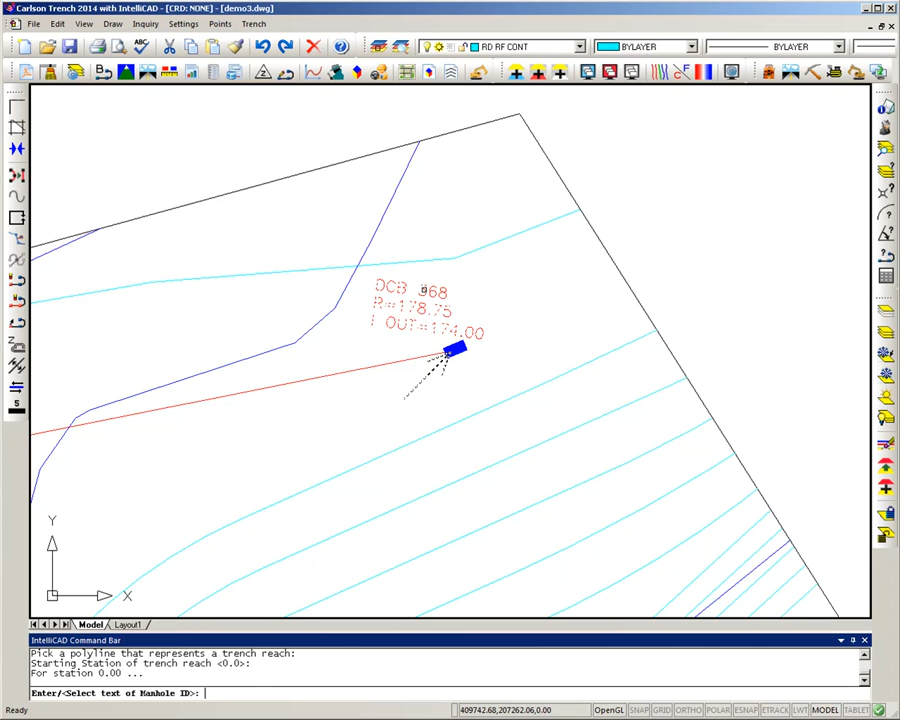 Carlson Trench 2014 with IntelliCAD - [CRD: NONE] - [demo3.dwg]
File Edit View Draw Inquiry Settings Points Trench
RD RF CONT BYLAYER BYLAYER
DCB 968
R=178.75
I OUT=174.00
5
Y
X
Model Layout1
IntelliCAD Command Bar
Pick a polyline that represents a trench reach:
Starting Station of trench reach <0.0>:
For station 0.00 ...
Enter/<Select text of Manhole ID>:
Ready 409742.68,207262.06,0.00 OpenGL SNAP GRID ORTHO POLAR ESNAP ETRACK LWT MODEL TABLET